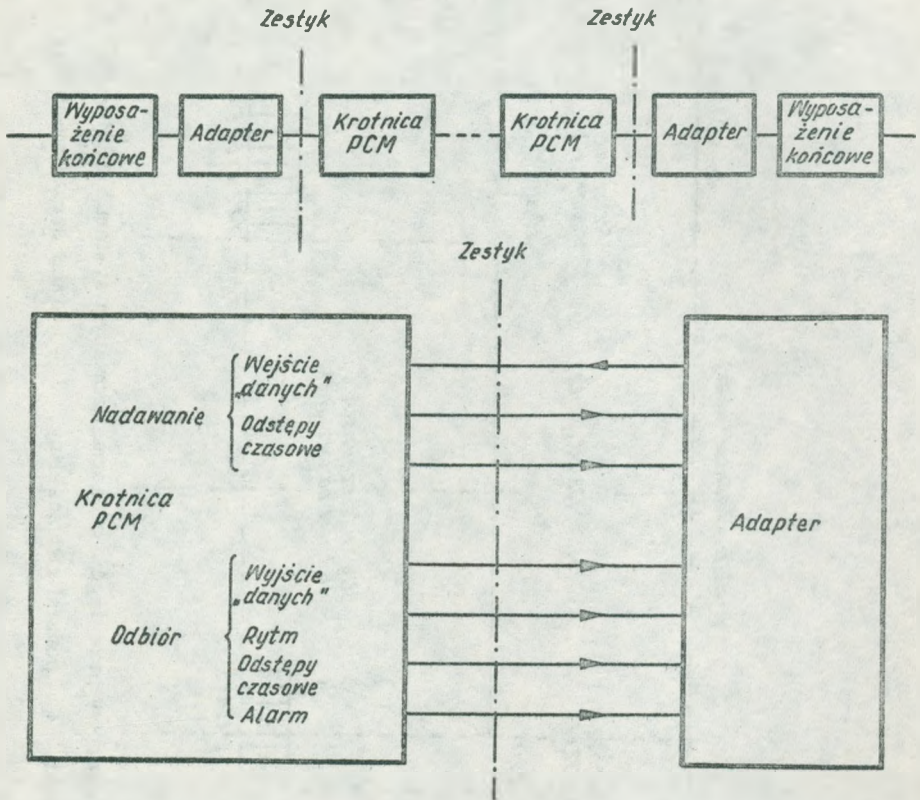 Zestyk
Zestyk
Wyposa-
żenie
końcowe
Adapter
Krotnica
PCM
Krotnica
PCM
Adapter
Wyposa-
żenie
końcowe
Zestyk
Nadawanie
Wejście
„danych"
Odstępy
czasowe
Krotnica
PCM
Adapter
Odbiór
Wyjście
„danych"
Rytm
Odstępy
czasowe
Alarm